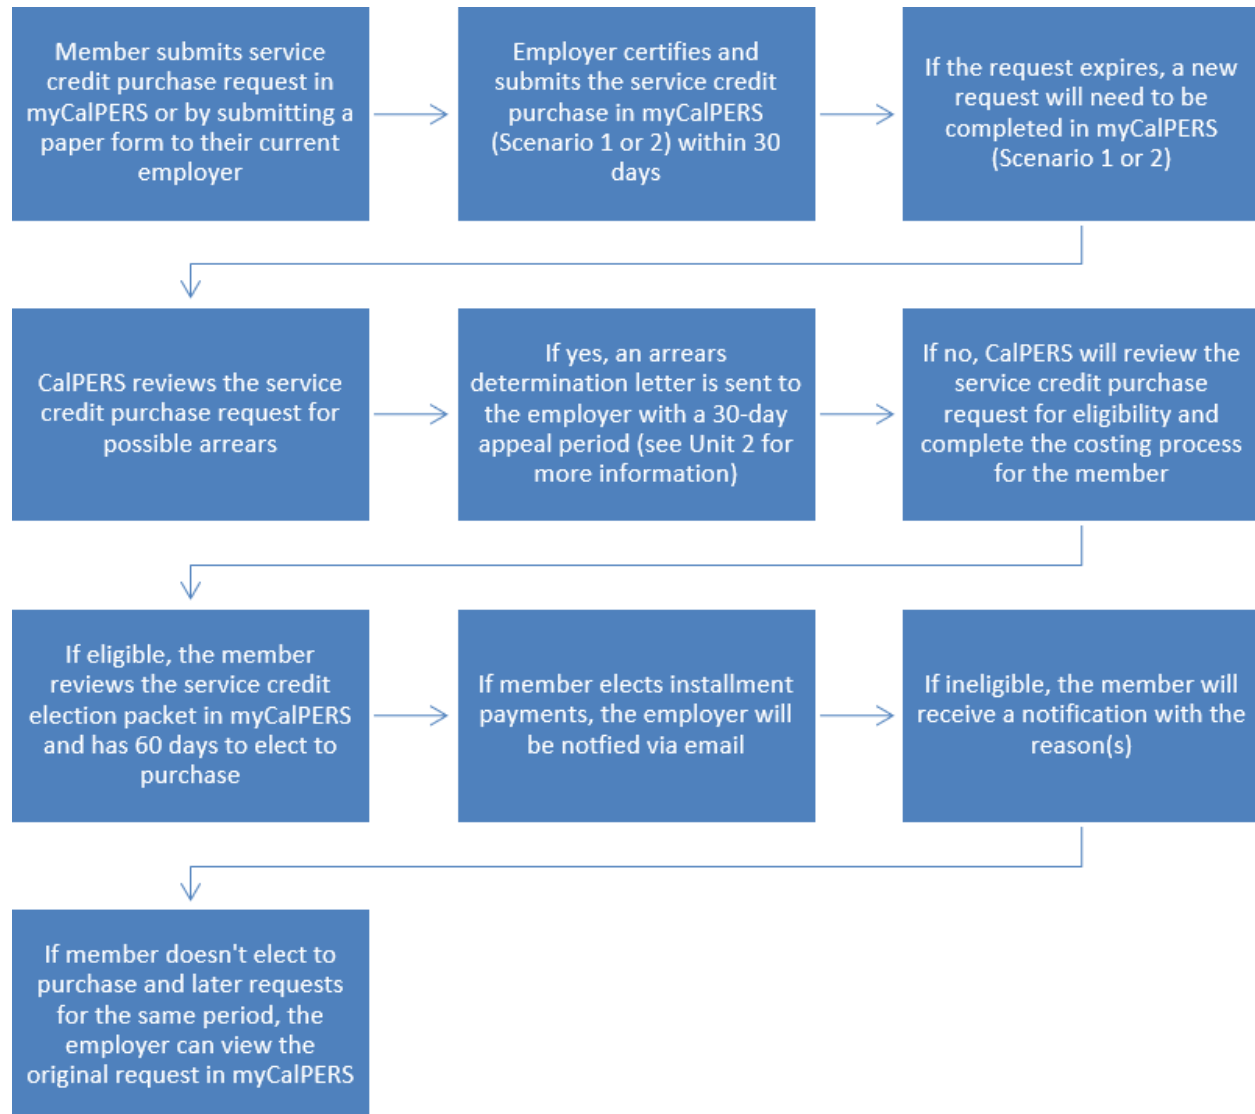 Member submits service
credit purchase request in
myCalPERS or by submitting a
paper form to their current
employer
Employer certifies and
submits the service credit
purchase in myCalPERS
(Scenario 1 or 2) within 30
days
If the request expires, a new
request will need to be
completed in myCalPERS
(Scenario 1 or 2)
CalPERS reviews the service
credit purchase request for
possible arrears
If yes, an arrears
determination letter is sent to
the employer with a 30-day
appeal period (see Unit 2 for
more information)
If no, CalPERS will review the
service credit purchase
request for eligibility and
complete the costing process
for the member
If eligible, the member
reviews the service credit
election packet in myCalPERS
and has 60 days to elect to
purchase
If member elects installment
payments, the employer will
be notfied via email
If ineligible, the member will
receive a notification with the
reason(s)
If member doesn't elect to
purchase and later requests
for the same period, the
employer can view the
original request in myCalPERS